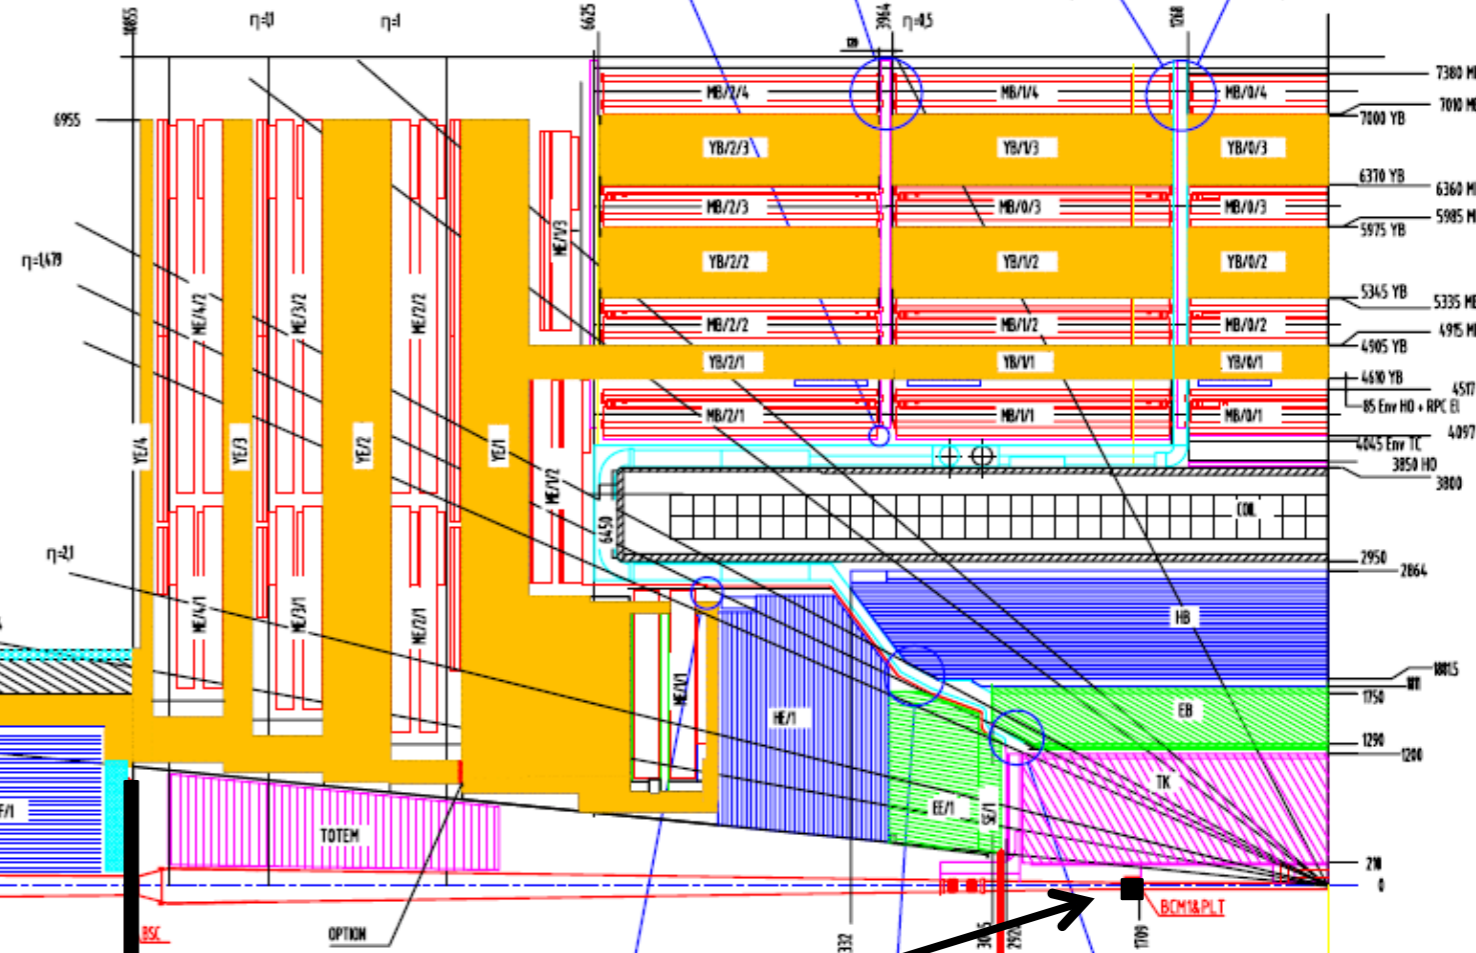 10855
η=1,1
η=1
6625
3964
η=0,5
1268
129
7380 M
7010 M
7000 YB
6955
MB/2/4
MB/1/4
MB/0/4
YB/2/3
YB/1/3
YB/0/3
6370 YB
6360 M
MB/2/3
MB/0/3
MB/0/3
5985 M
5975 YB
ME/1/3
η=1,479
YB/2/2
YB/1/2
YB/0/2
5345 YB
5335 M
ME/4/2
ME/3/2
ME/2/2
MB/2/2
MB/1/2
MB/0/2
4915 M
4905 YB
YB/2/1
YB/1/1
YB/0/1
4610 YB
4517
85 Env HO + RPC El
MB/2/1
MB/1/1
MB/0/1
4097
4045 Env TC
YE/4
YE/3
YE/2
YE/1
3850 HO
3800
ME/1/2
6450
COIL
η=2,1
2950
2864
ME/4/1
ME/3/1
ME/2/1
HB
ME/1/1
1811
1750
HE/1
EB
1290
1200
TK
F/1
TOTEM
EE/1
SE/1
210
0
BCM1&PLT
BSC
OPTION
332
2920
1709